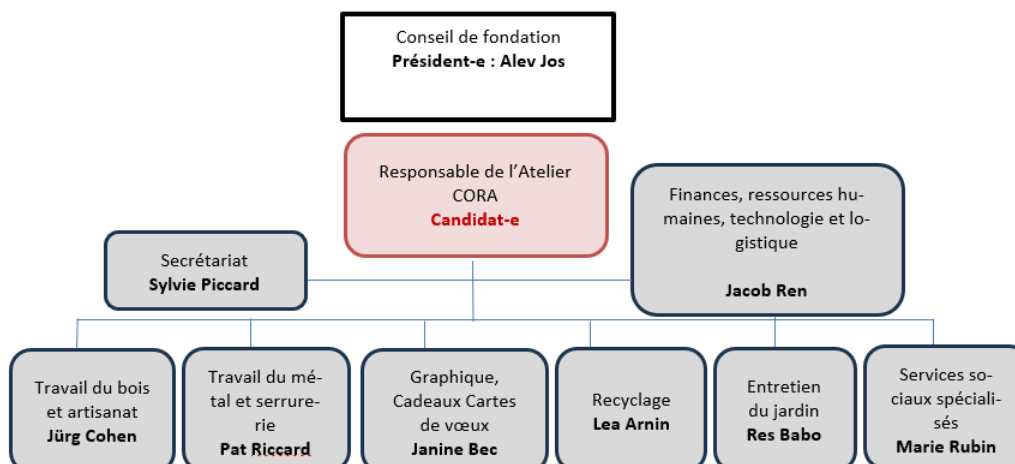 Conseil de fondation
Président-e : Alev Jos
Responsable de l'Atelier
CORA
Candidat-e
Finances, ressources hu-
maines, technologie et lo-
gistique
Jacob Ren
Secrétariat
Sylvie Piccard
Travail du bois
et artisanat
Jürg Cohen
Travail du mé-
tal et serrure-
rie
Pat Riccard
Graphique,
Cadeaux Cartes
de vœux
Janine Bec
Recyclage
Lea Arnin
Entretien
du jardin
Res Babo
Services so-
ciaux spéciali-
sés
Marie Rubin